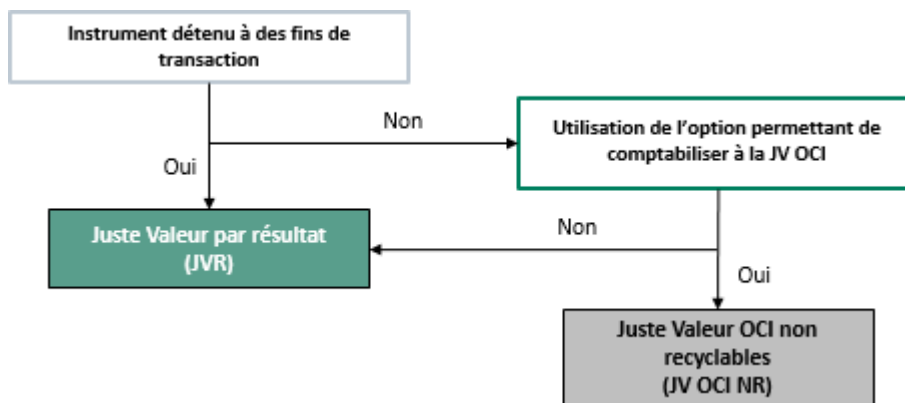 Instrument détenu à des fins de
transaction
Non
Utilisation de l'option permettant de
comptabiliser à la JV OCI
Oui
Juste Valeur par résultat
(JVR)
Non
Oui
Juste Valeur OCI non
recyclables
(JV OCI NR)